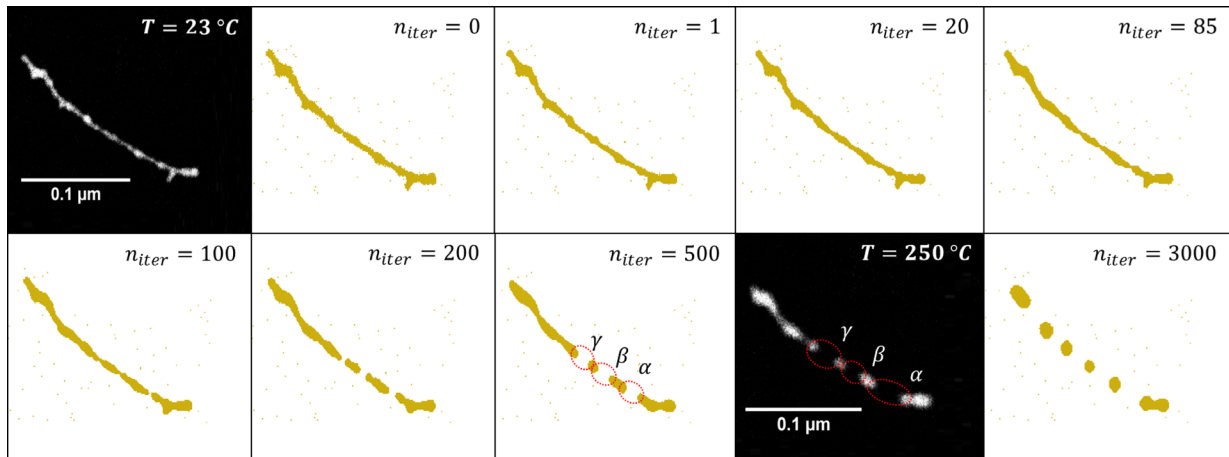 T = 23 °C
n_iter = 0
n_iter = 1
n_iter = 20
n_iter = 85
0.1 µm
n_iter = 100
n_iter = 200
n_iter = 500
T = 250 °C
n_iter = 3000
γ
β
α
γ
β
α
0.1 µm